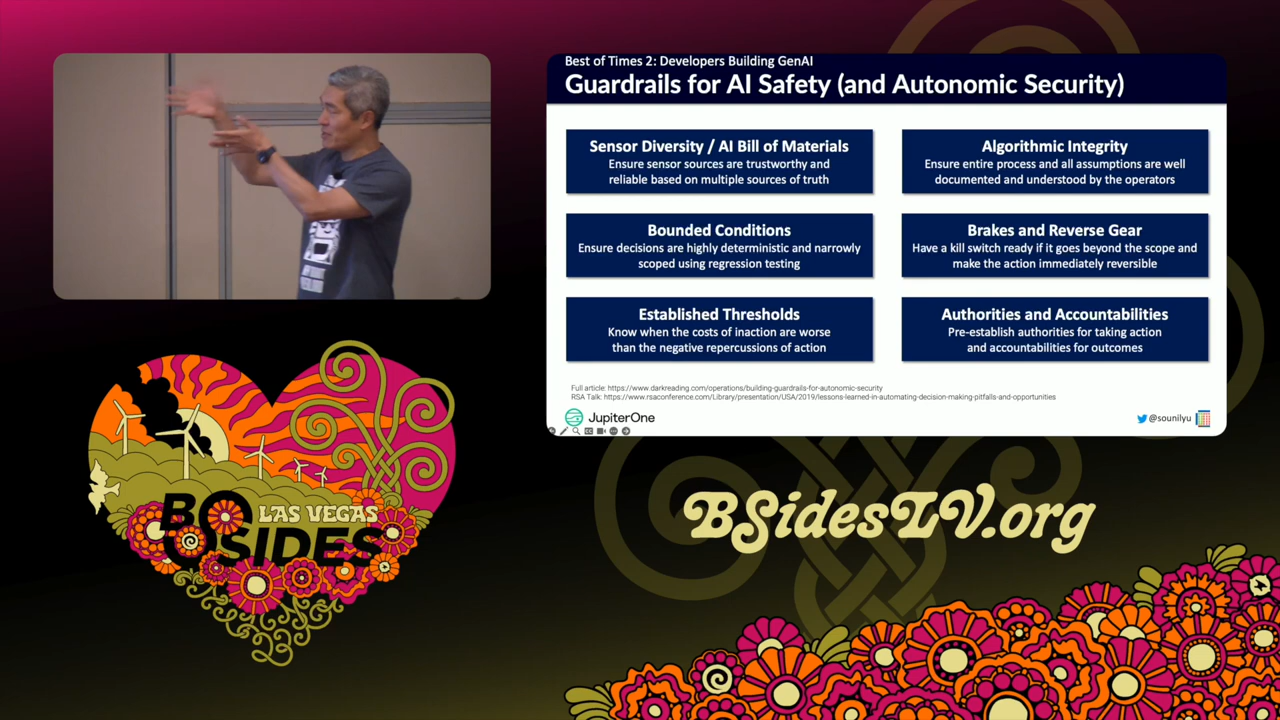 Best of Times 2: Developers Building GenAI
Guardrails for AI Safety (and Autonomic Security)
Sensor Diversity / AI Bill of Materials
Ensure sensor sources are trustworthy and
reliable based on multiple sources of truth
Algorithmic Integrity
Ensure entire process and all assumptions are well
documented and understood by the operators
Bounded Conditions
Ensure decisions are highly deterministic and narrowly
scoped using regression testing
Brakes and Reverse Gear
Have a kill switch ready if it goes beyond the scope and
make the action immediately reversible
Established Thresholds
Know when the costs of inaction are worse
than the negative repercussions of action
Authorities and Accountabilities
Pre-establish authorities for taking action
and accountabilities for outcomes
Full article: https://www.darkreading.com/operations/building-guardrails-for-autonomic-security
RSA Talk: https://www.rsaconference.com/Library/presentation/USA/2019/lessons-learned-in-automating-decision-making-pitfalls-and-opportunities
JupiterOne
@sounilyu
LAS VEGAS
BSIDES
23
BSidesLV.org